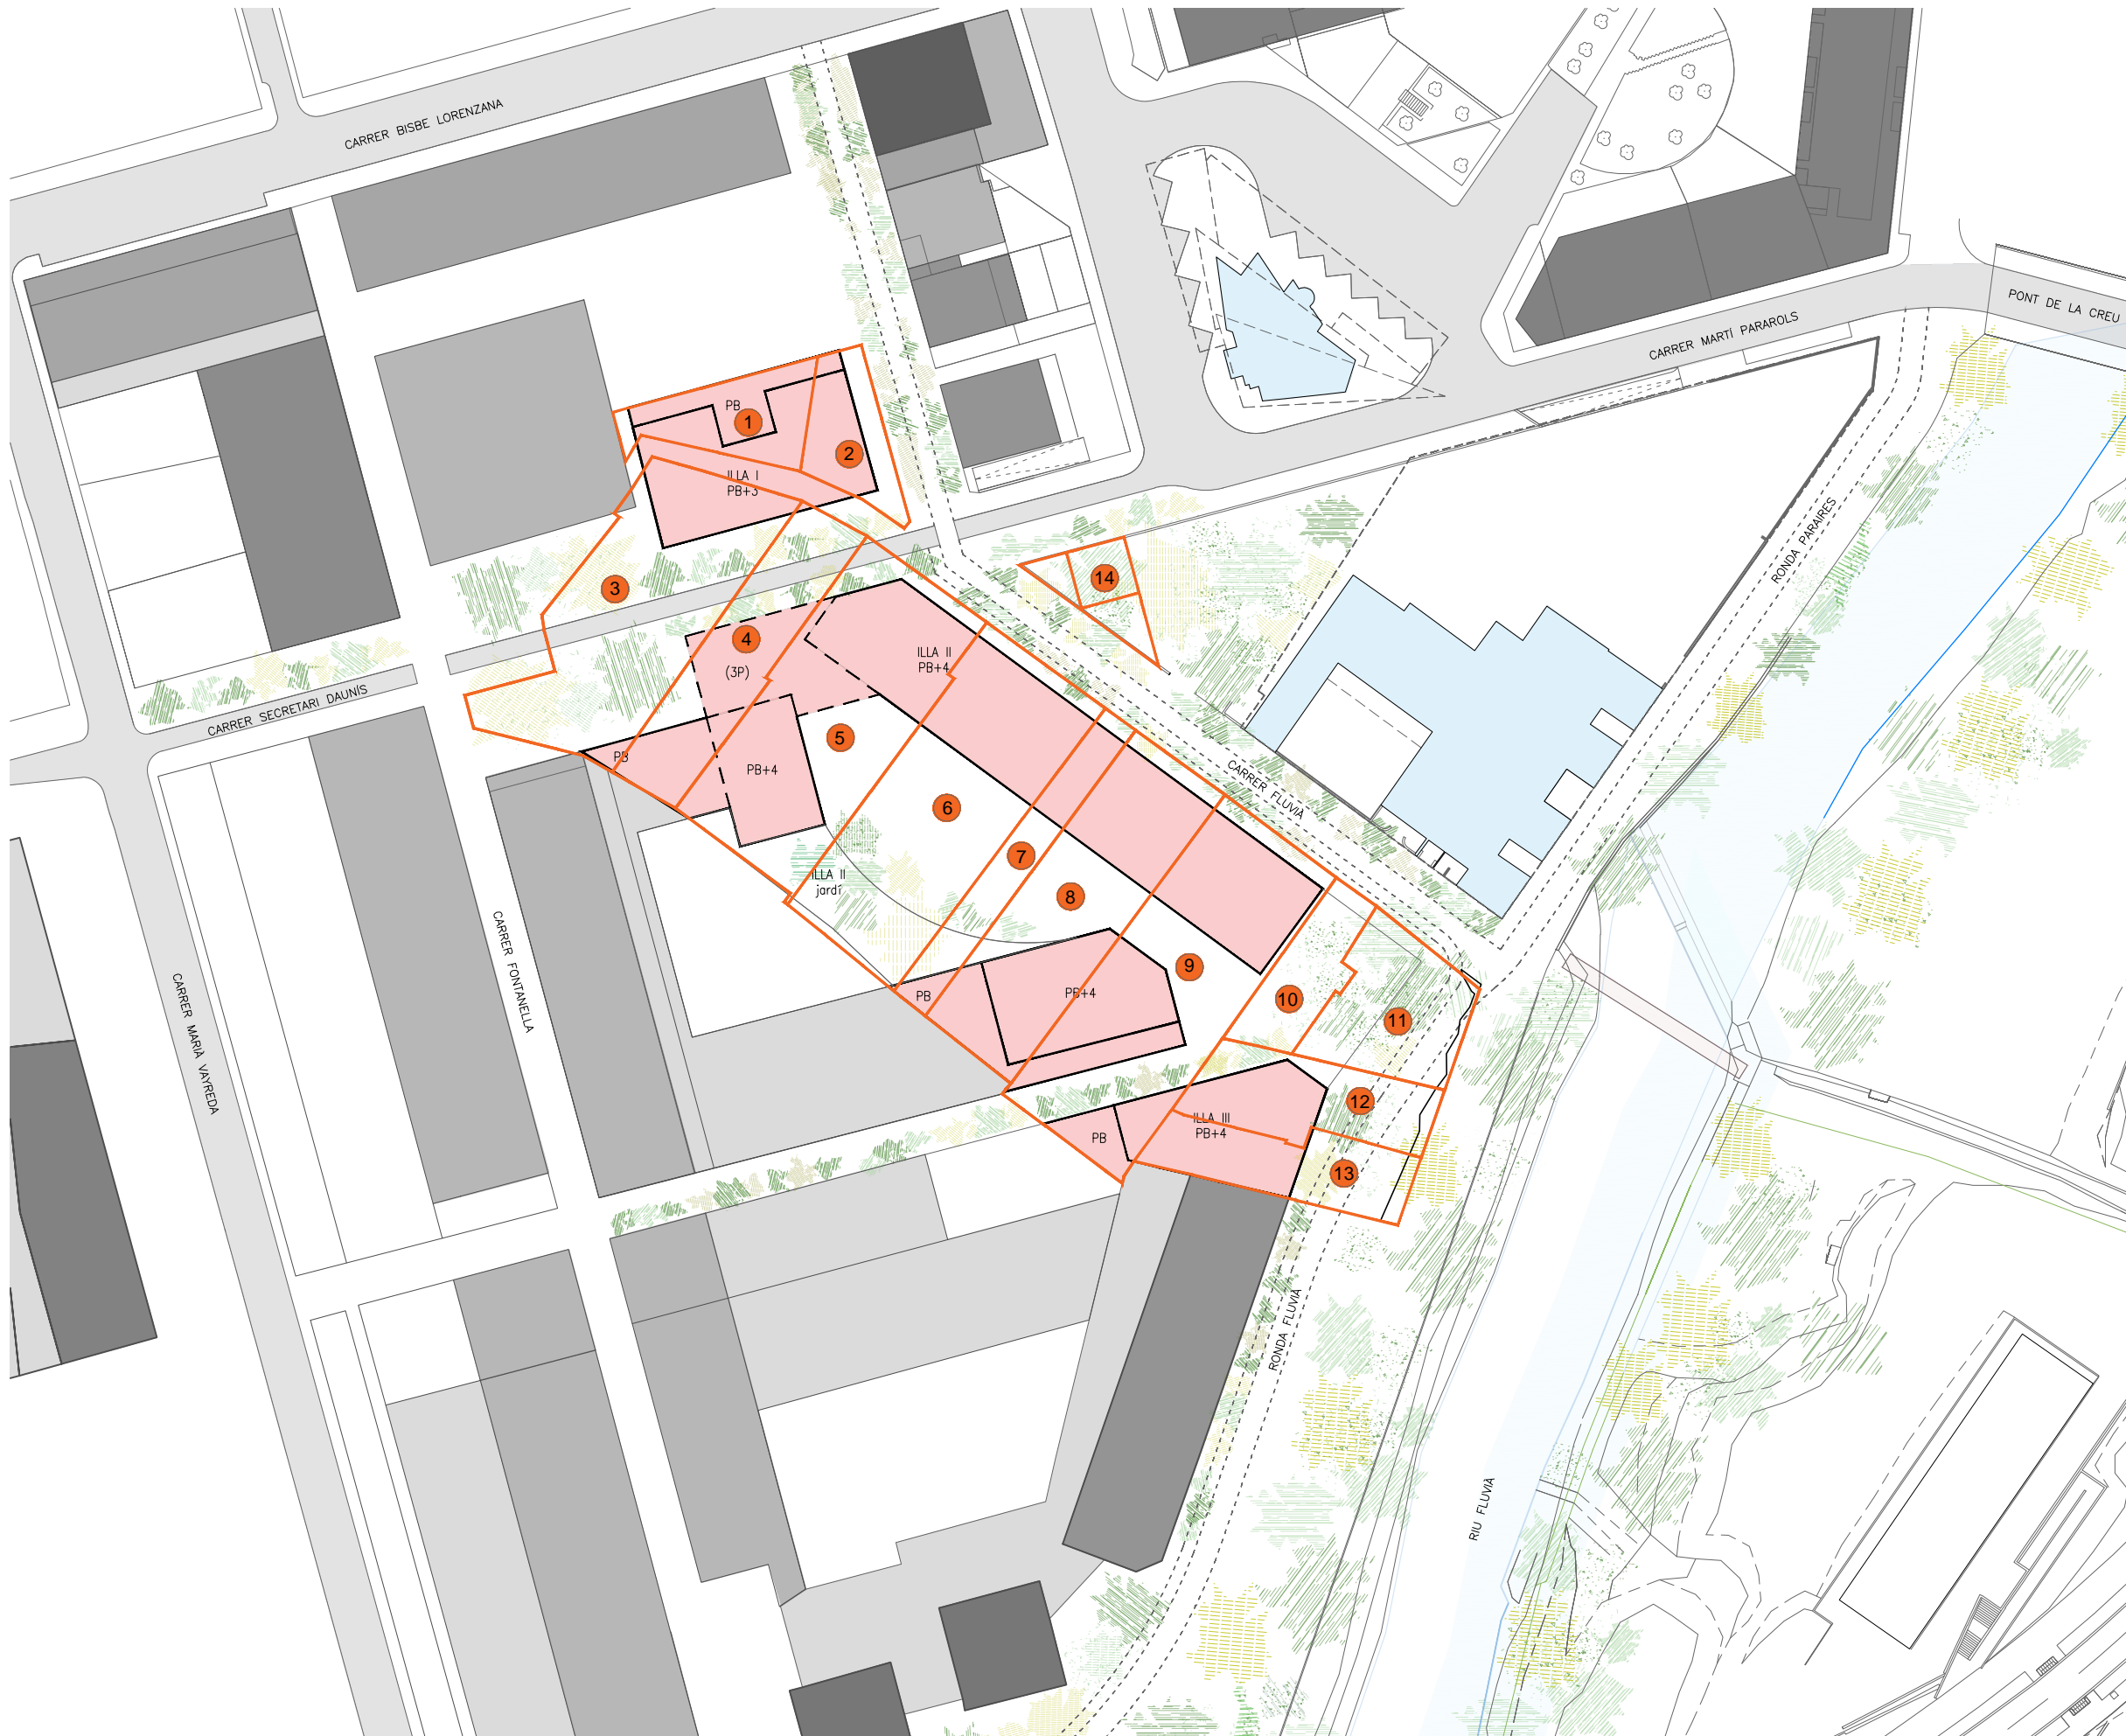 CARRER BISBE LORENZANA
PONT DE LA CREU
CARRER MARTÍ PARAROLS
PB
1
2
ILLA I
PB+3
RONDA PARAIRES
14
3
4
(3P)
ILLA II
PB+4
CARRER SECRETARI DAUNÍS
5
PB
PB+4
CARRER FLUVIÀ
6
7
ILLA II
jardí
8
CARRER FONTANELLA
9
PB
PB+4
10
11
CARRER MARIÀ VAYREDA
12
ILLA III
PB+4
PB
13
RONDA FLUVIÀ
RIU FLUVIÀ